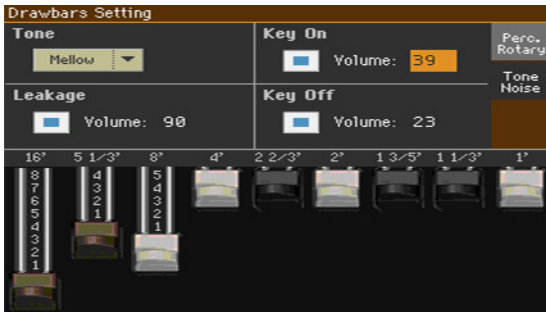 Drawbars Setting
Tone
Mellow
Key On
Volume: 39
Perc.
Rotary
Tone
Noise
Leakage
Volume: 90
Key Off
Volume: 23
16' 5 1/3' 8' 4' 2 2/3' 2' 1 3/5' 1 1/3' 1'
8 4 5
7 3 4
6 2 3
5 1 2
4 1
3
2
1